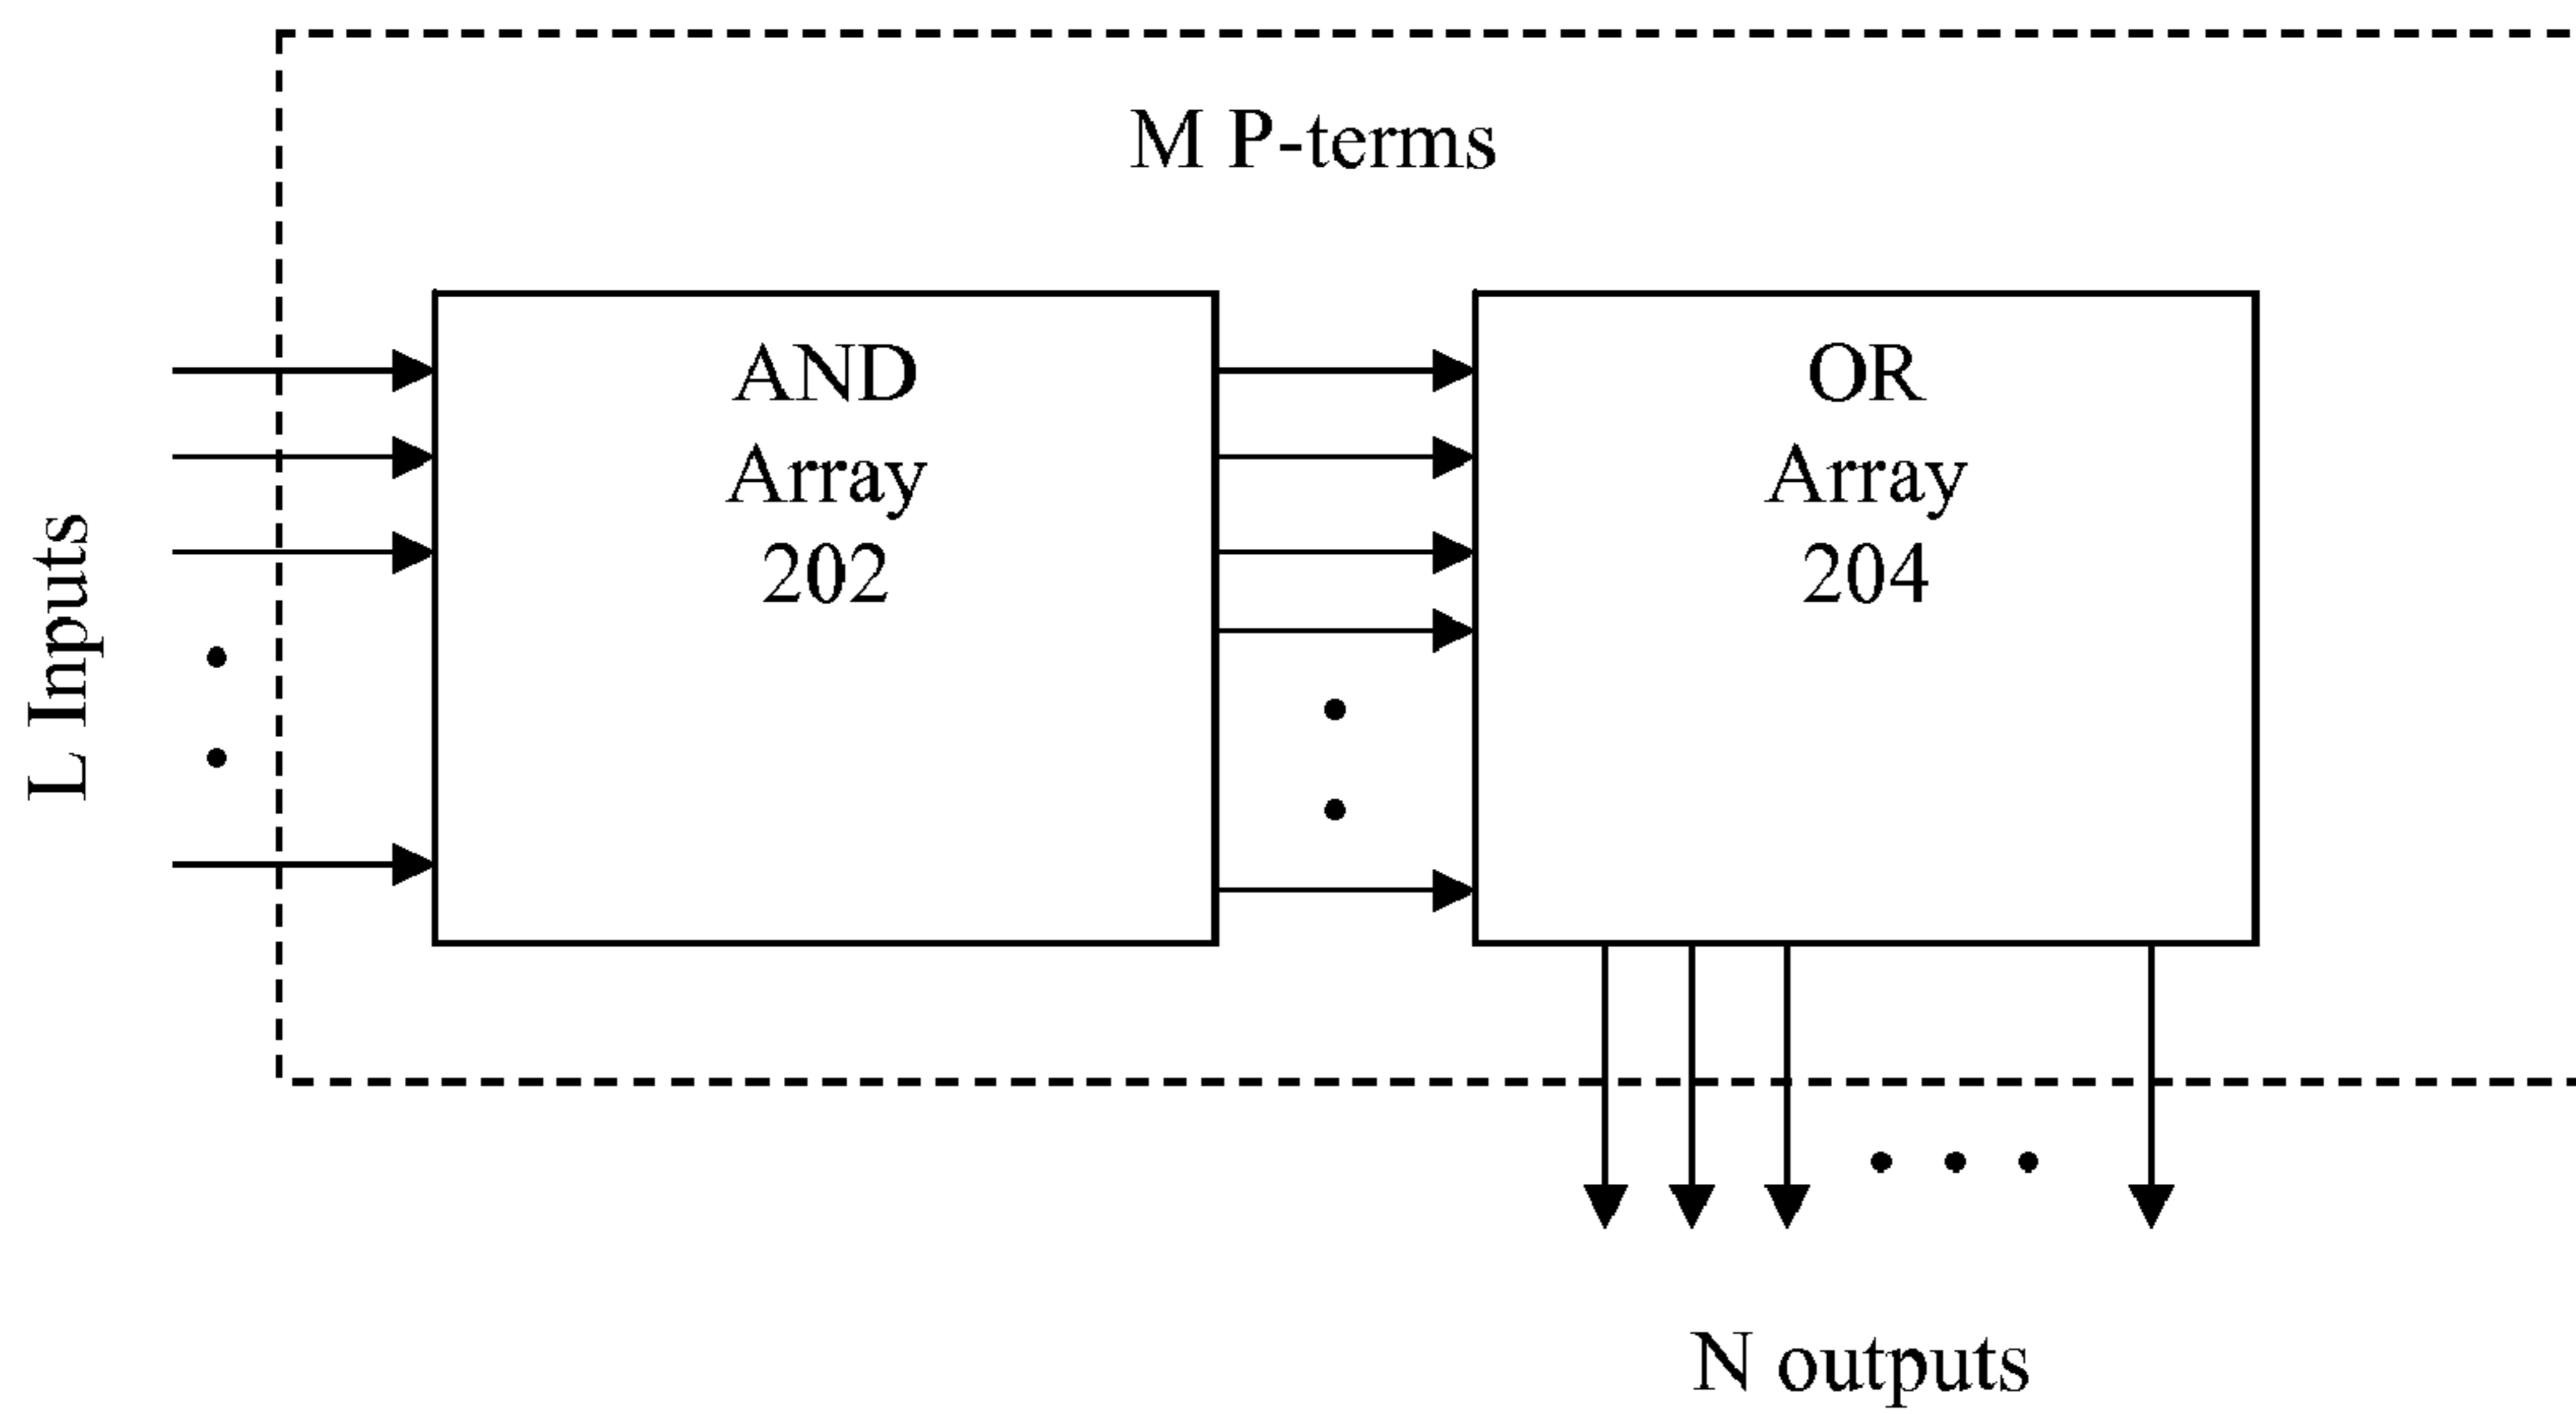 M P-terms
L Inputs
AND
Array
202
OR
Array
204
N outputs